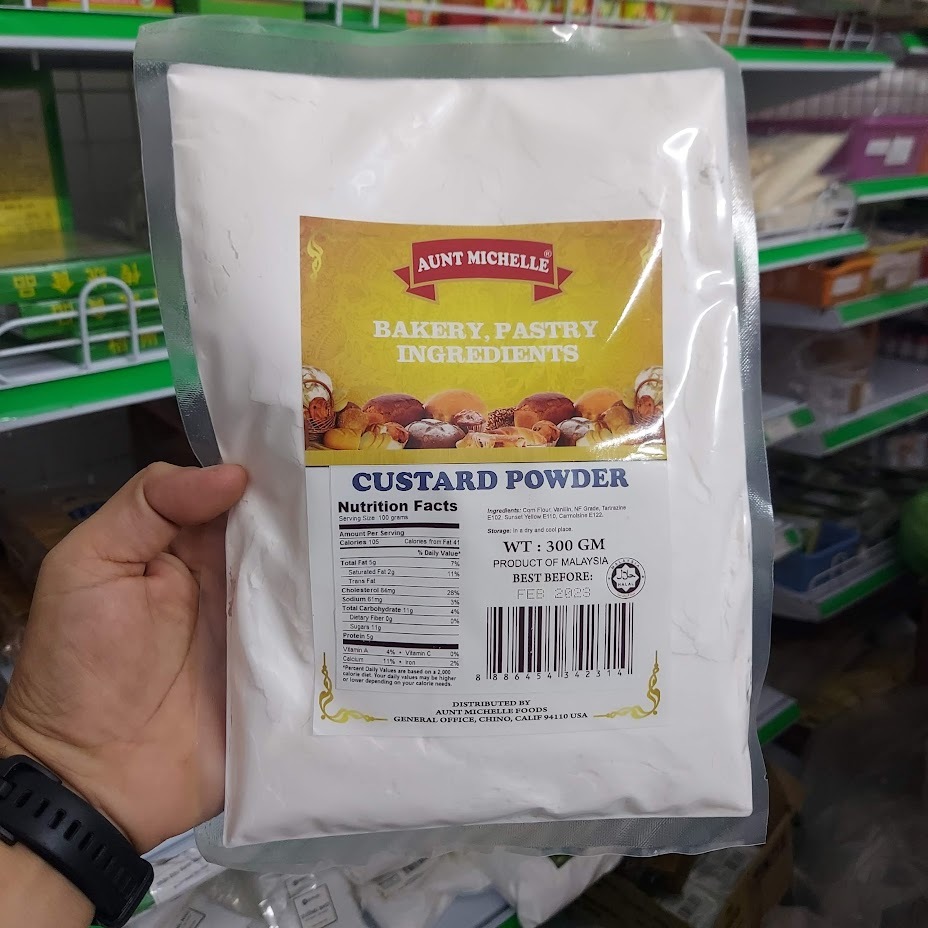 AUNT MICHELLE®
BAKERY, PASTRY
INGREDIENTS
CUSTARD POWDER
Nutrition Facts
Serving Size: 100 grams
Amount Per Serving
Calories 105 Calories from Fat 41
% Daily Value*
Total Fat 5g 7%
Saturated Fat 2g 11%
Trans Fat
Cholesterol 84mg 28%
Sodium 61mg 3%
Total Carbohydrate 11g 4%
Dietary Fiber 0g 0%
Sugars 11g
Protein 5g
Vitamin A 4% • Vitamin C 0%
Calcium 11% • Iron 2%
*Percent Daily Values are based on a 2,000
calorie diet. Your daily values may be higher
or lower depending on your calorie needs.
Ingredients: Corn Flour, Vanillin, NF Grade, Tartrazine
E102, Sunset Yellow E110, Carmoisine E122.
Storage: in a dry and cool place.
WT : 300 GM
PRODUCT OF MALAYSIA
BEST BEFORE:
FEB 2023
HALAL
8 886454 342314
DISTRIBUTED BY
AUNT MICHELLE FOODS
GENERAL OFFICE, CHINO, CALIF 94110 USA